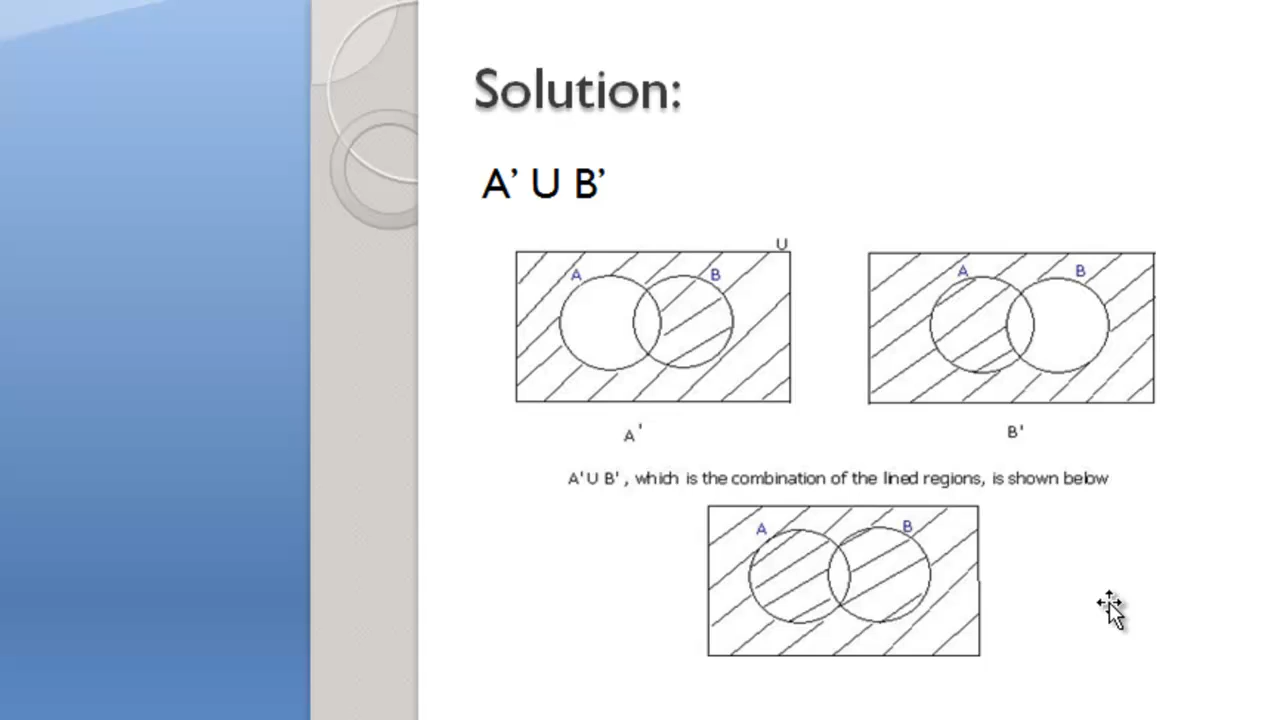 Solution:
A’ U B’
U
A B
A B
A' B'
A'U B' , which is the combination of the lined regions, is shown below
A B